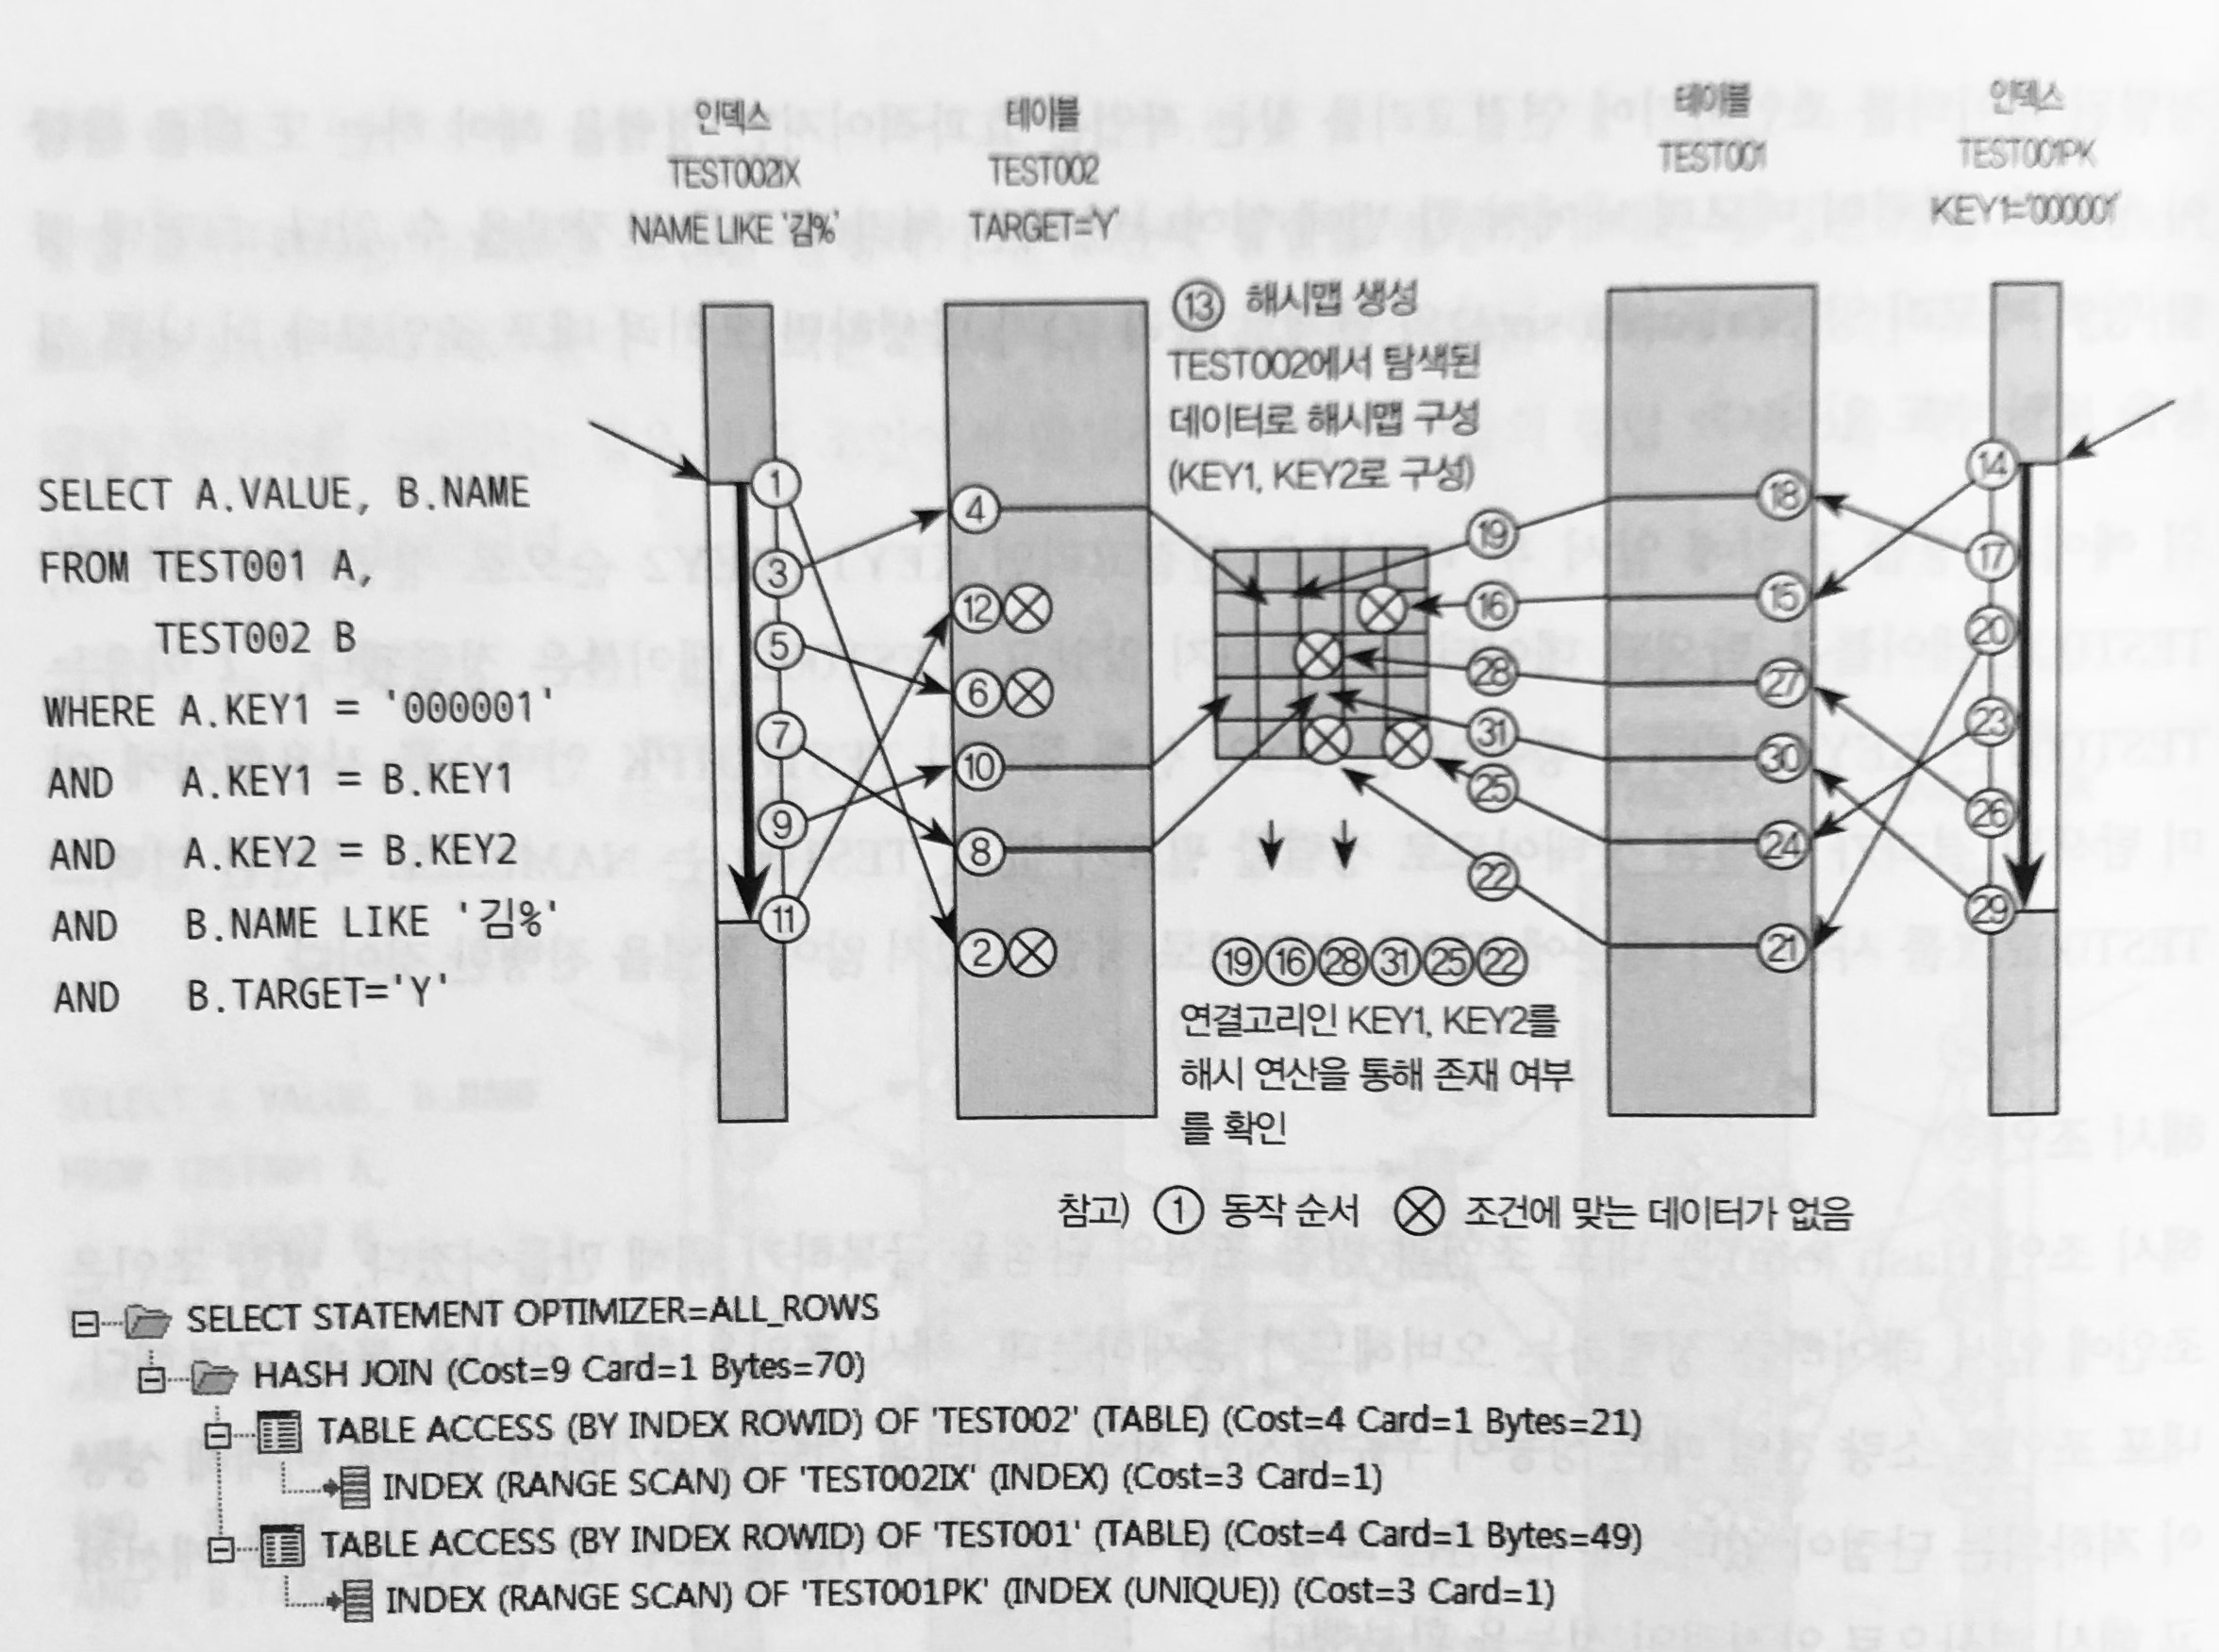 인덱스
TEST002IX
NAME LIKE '김%'
테이블
TEST002
TARGET='Y'
테이블
TEST001
인덱스
TEST001PK
KEY1='000001'
SELECT A.VALUE, B.NAME
FROM TEST001 A,
TEST002 B
WHERE A.KEY1 = '000001'
AND A.KEY1 = B.KEY1
AND A.KEY2 = B.KEY2
AND B.NAME LIKE '김%'
AND B.TARGET='Y'
①
③
⑤
⑦
⑨
⑪
④
⑫
⑥
⑩
⑧
②
⑬ 해시맵 생성
TEST002에서 탐색된
데이터로 해시맵 구성
(KEY1, KEY2로 구성)
⑲
⑯
㉘
㉛
㉕
㉒
⑲⑯㉘㉛㉕㉒
연결고리인 KEY1, KEY2를
해시 연산을 통해 존재 여부
를 확인
⑱
⑮
㉗
㉚
㉔
㉑
⑭
⑰
⑳
㉓
㉖
㉙
참고) ① 동작 순서 ⊗ 조건에 맞는 데이터가 없음
SELECT STATEMENT OPTIMIZER=ALL_ROWS
HASH JOIN (Cost=9 Card=1 Bytes=70)
TABLE ACCESS (BY INDEX ROWID) OF 'TEST002' (TABLE) (Cost=4 Card=1 Bytes=21)
INDEX (RANGE SCAN) OF 'TEST002IX' (INDEX) (Cost=3 Card=1)
TABLE ACCESS (BY INDEX ROWID) OF 'TEST001' (TABLE) (Cost=4 Card=1 Bytes=49)
INDEX (RANGE SCAN) OF 'TEST001PK' (INDEX (UNIQUE)) (Cost=3 Card=1)